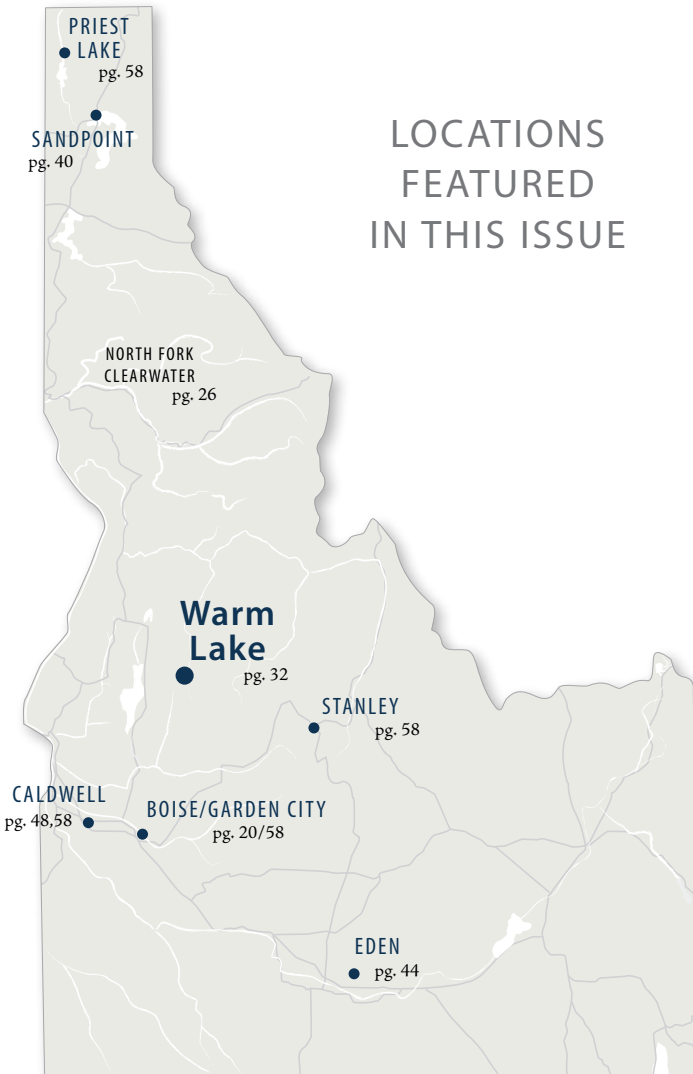 PRIEST
LAKE
pg. 58
SANDPOINT
pg. 40
LOCATIONS
FEATURED
IN THIS ISSUE
NORTH FORK
CLEARWATER
pg. 26
Warm
Lake
pg. 32
STANLEY
pg. 58
CALDWELL
pg. 48,58
BOISE/GARDEN CITY
pg. 20/58
EDEN
pg. 44